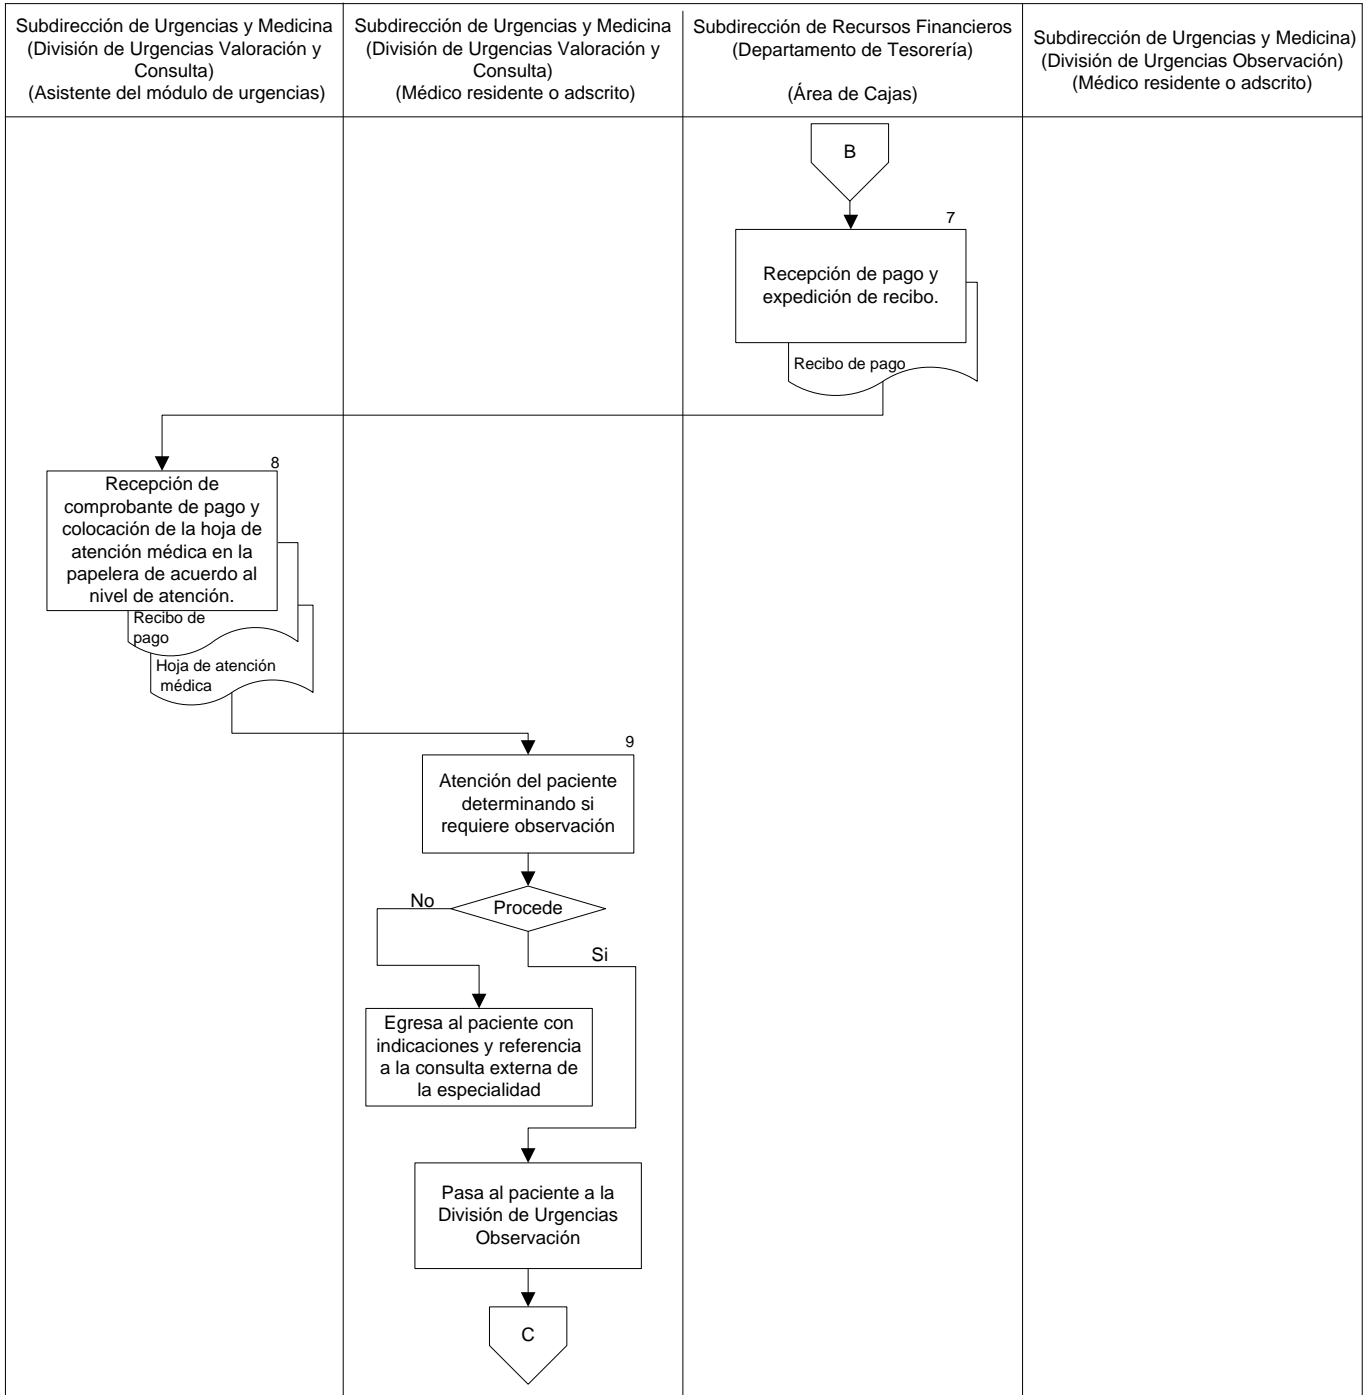 Subdirección de Urgencias y Medicina
(División de Urgencias Valoración y
Consulta)
(Asistente del módulo de urgencias)
Subdirección de Urgencias y Medicina
(División de Urgencias Valoración y
Consulta)
(Médico residente o adscrito)
Subdirección de Recursos Financieros
(Departamento de Tesorería)
(Área de Cajas)
Subdirección de Urgencias y Medicina)
(División de Urgencias Observación)
(Médico residente o adscrito)
B
7
Recepción de pago y
expedición de recibo.
Recibo de pago
8
Recepción de
comprobante de pago y
colocación de la hoja de
atención médica en la
papelera de acuerdo al
nivel de atención.
Recibo de
pago
Hoja de atención
médica
9
Atención del paciente
determinando si
requiere observación
No
Procede
Si
Egresa al paciente con
indicaciones y referencia
a la consulta externa de
la especialidad
Pasa al paciente a la
División de Urgencias
Observación
C